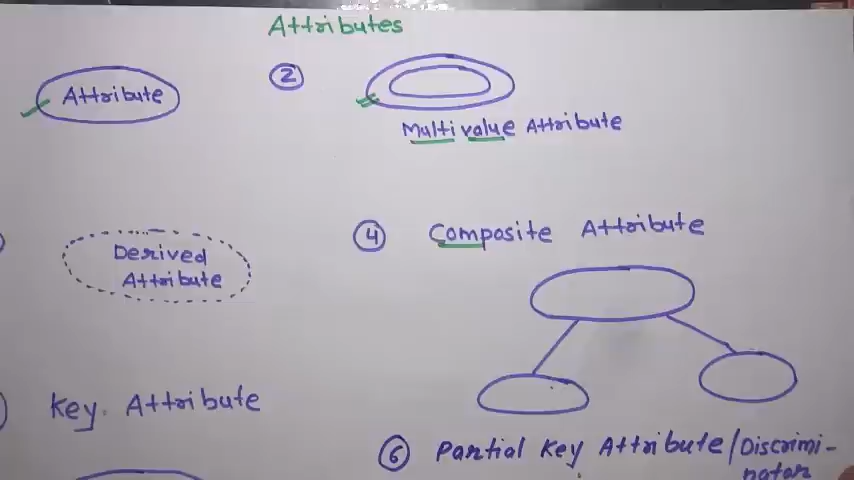 Attributes
Attribute
②
Multivalue Attribute
Derived
Attribute
④ Composite Attribute
Key Attribute
⑥ Partial Key Attribute/Discrimi-
nator